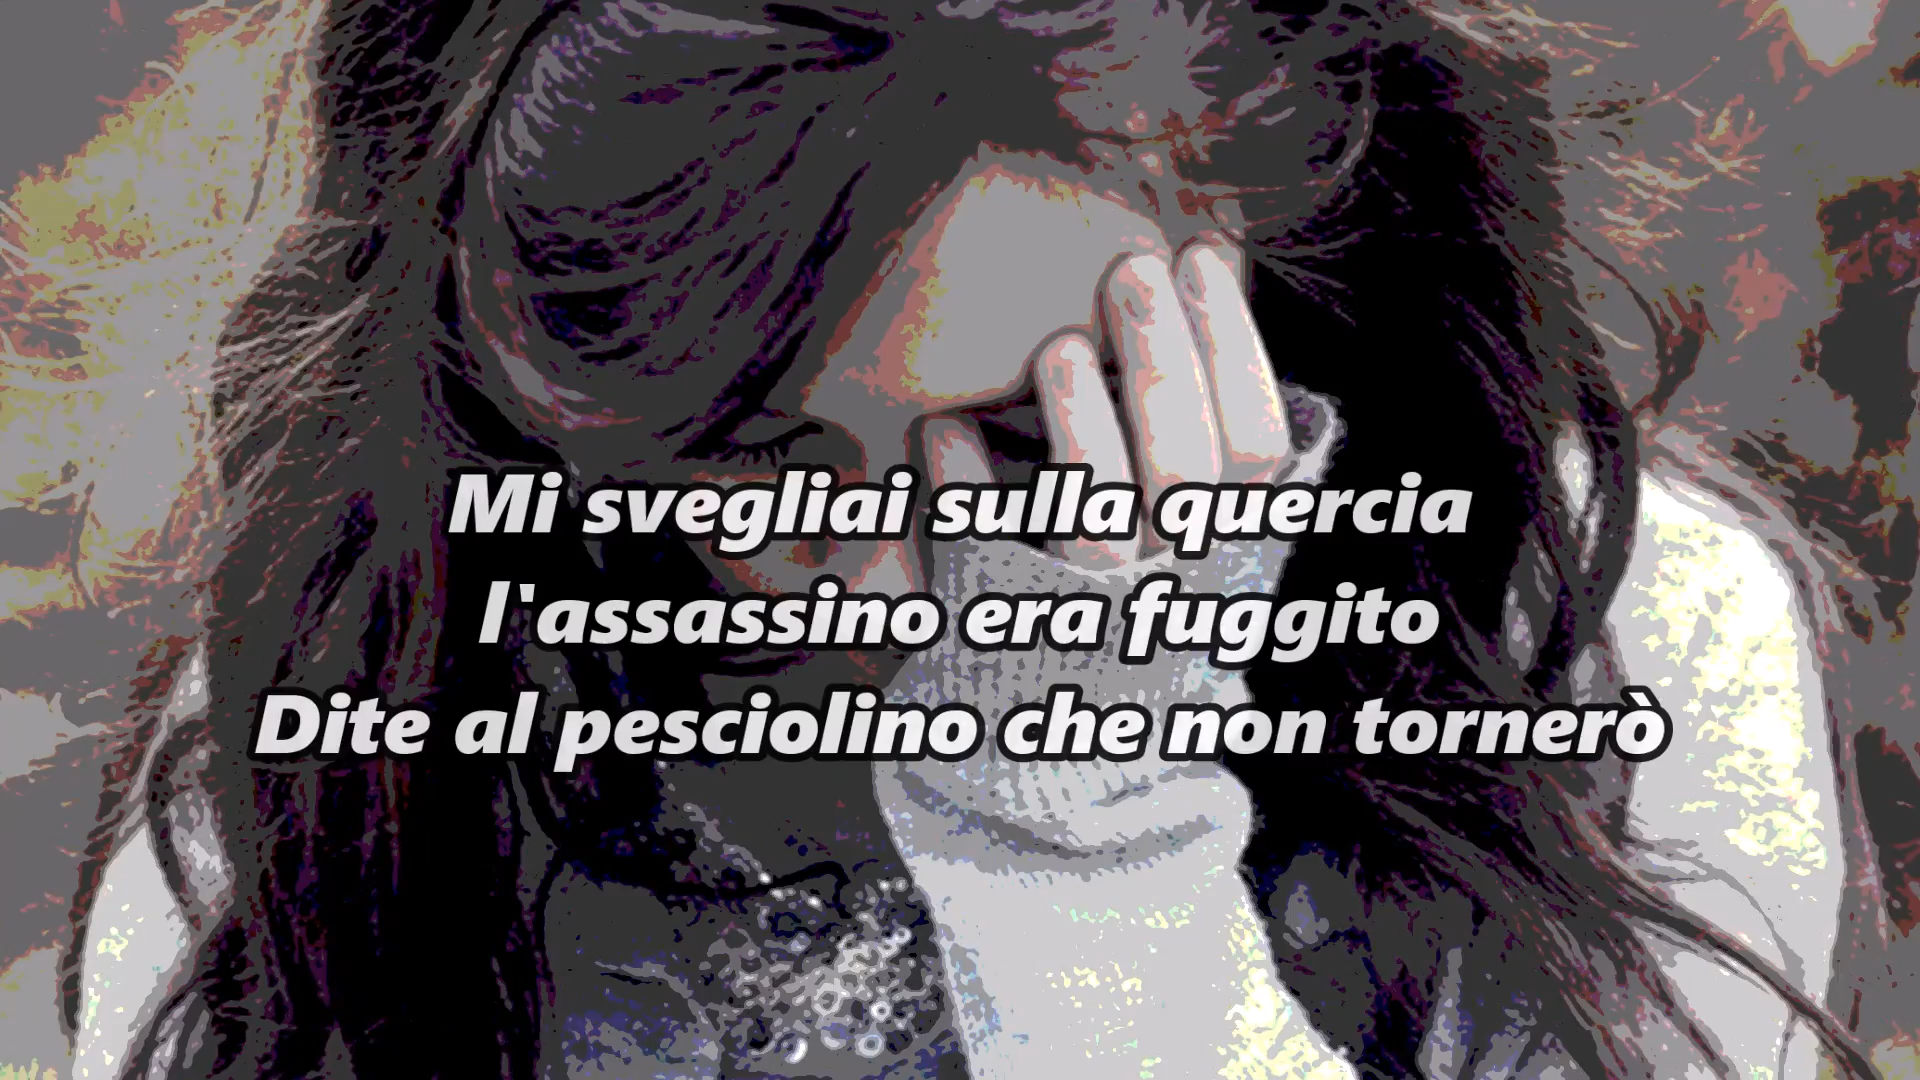 Mi svegliai sulla quercia
l'assassino era fuggito
Dite al pesciolino che non tornerò